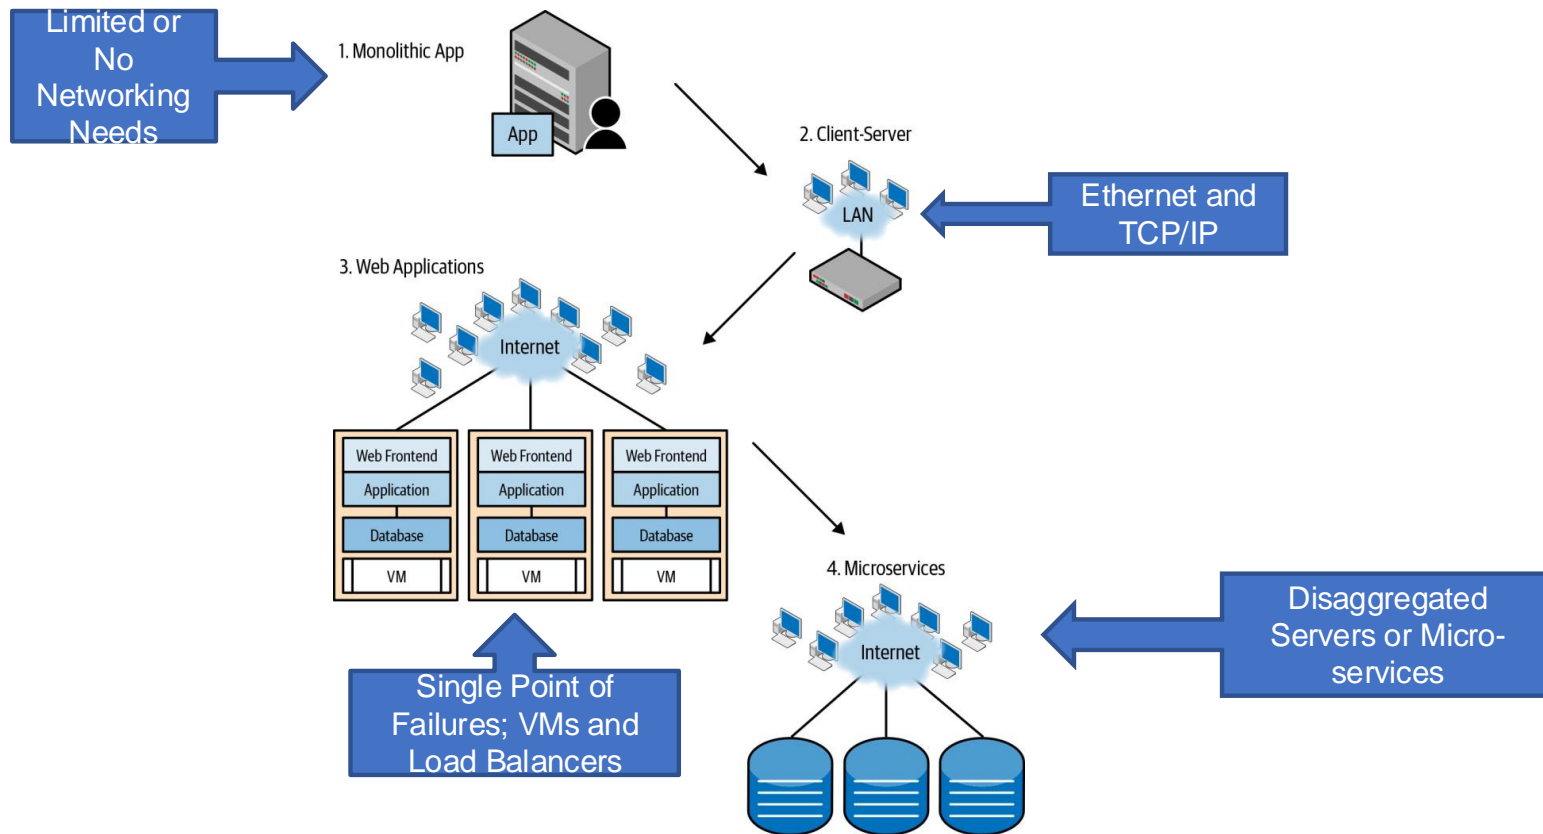 Limited or
No
Networking
Needs
1. Monolithic App
App
2. Client-Server
LAN
Ethernet and
TCP/IP
3. Web Applications
Internet
Web Frontend
Application
Database
VM
Web Frontend
Application
Database
VM
Web Frontend
Application
Database
VM
Single Point of
Failures; VMs and
Load Balancers
4. Microservices
Internet
Disaggregated
Servers or Micro-
services